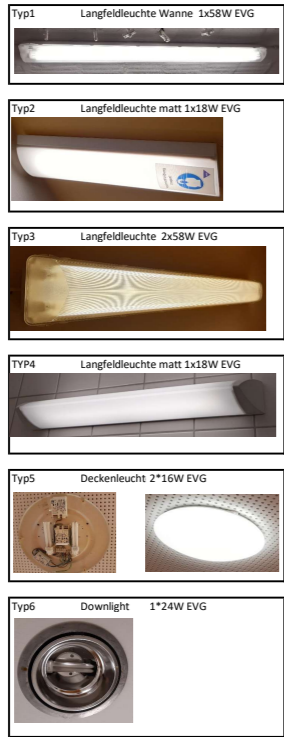 Typ1 Langfeldleuchte Wanne 1x58W EVG
Typ2 Langfeldleuchte matt 1x18W EVG
Typ3 Langfeldleuchte 2x58W EVG
TYP4 Langfeldleuchte matt 1x18W EVG
Typ5 Deckenleucht 2*16W EVG
Typ6 Downlight 1*24W EVG